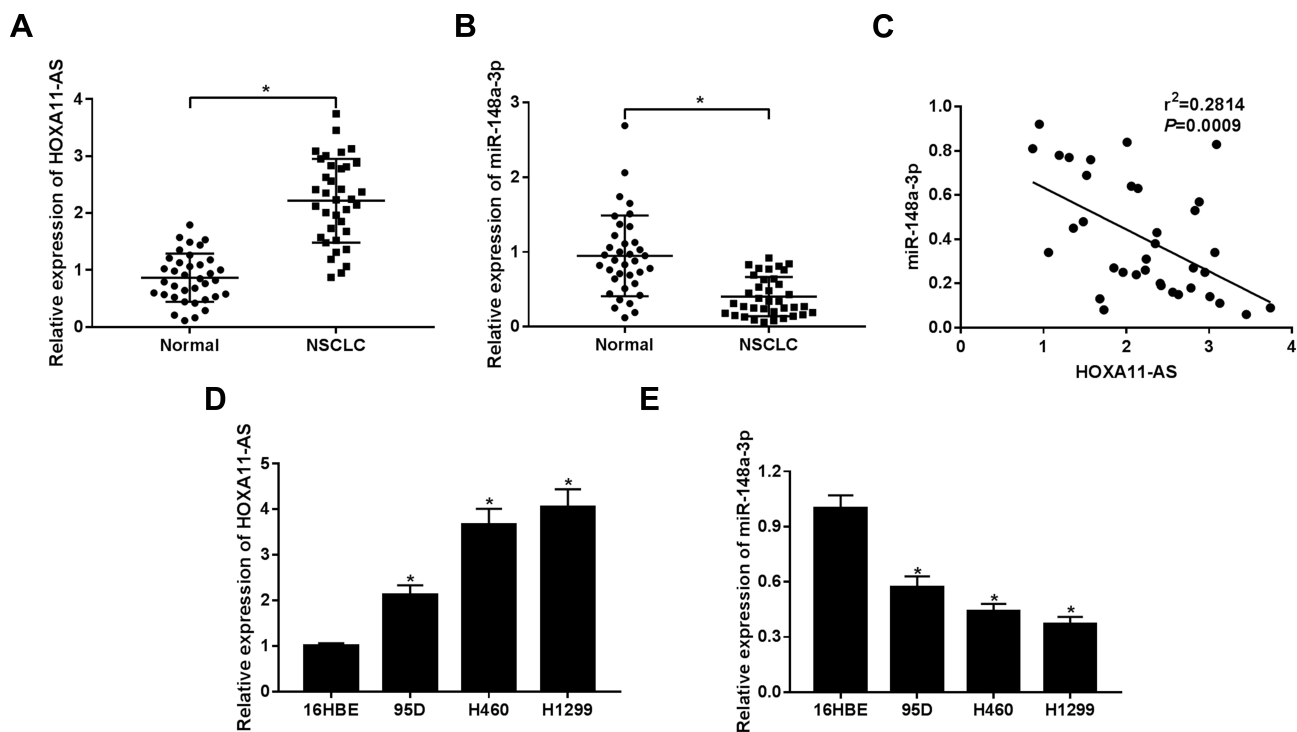 A
Relative expression of HOXA11-AS
4
3
2
1
0
*
Normal
NSCLC
B
Relative expression of miR-148a-3p
3
2
1
0
*
Normal
NSCLC
C
miR-148a-3p
1.0
0.8
0.6
0.4
0.2
0.0
r2=0.2814
P=0.0009
0
1
2
3
4
HOXA11-AS
D
Relative expression of HOXA11-AS
5
4
3
2
1
0
*
*
*
16HBE
95D
H460
H1299
E
Relative expression of miR-148a-3p
1.2
0.9
0.6
0.3
0.0
*
*
*
16HBE
95D
H460
H1299